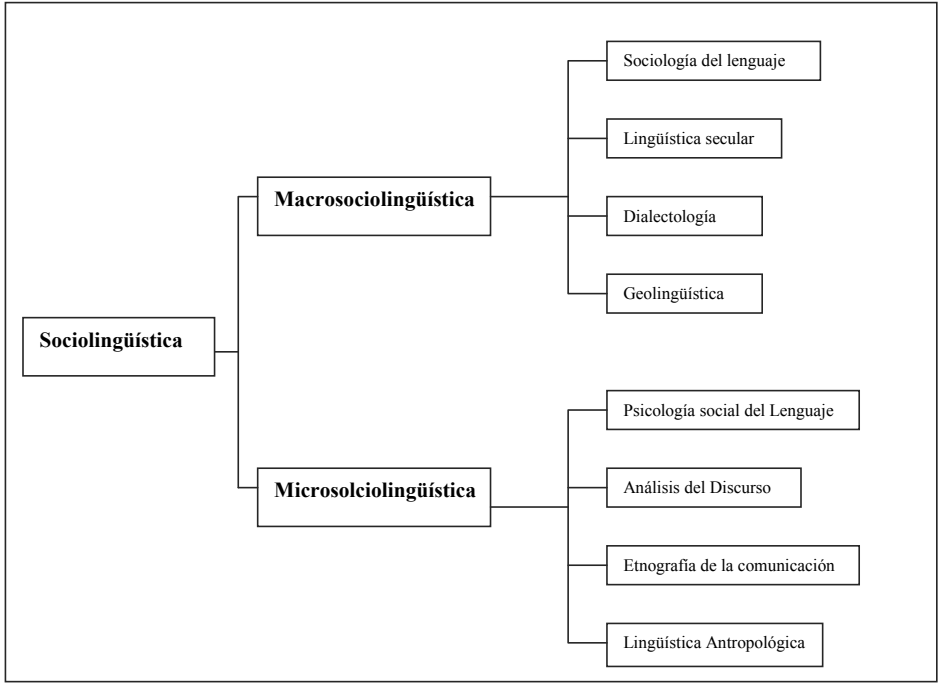 Sociolingüística
Macrosociolingüística
Sociología del lenguaje
Lingüística secular
Dialectología
Geolingüística
Microsolciolingüística
Psicología social del Lenguaje
Análisis del Discurso
Etnografía de la comunicación
Lingüística Antropológica